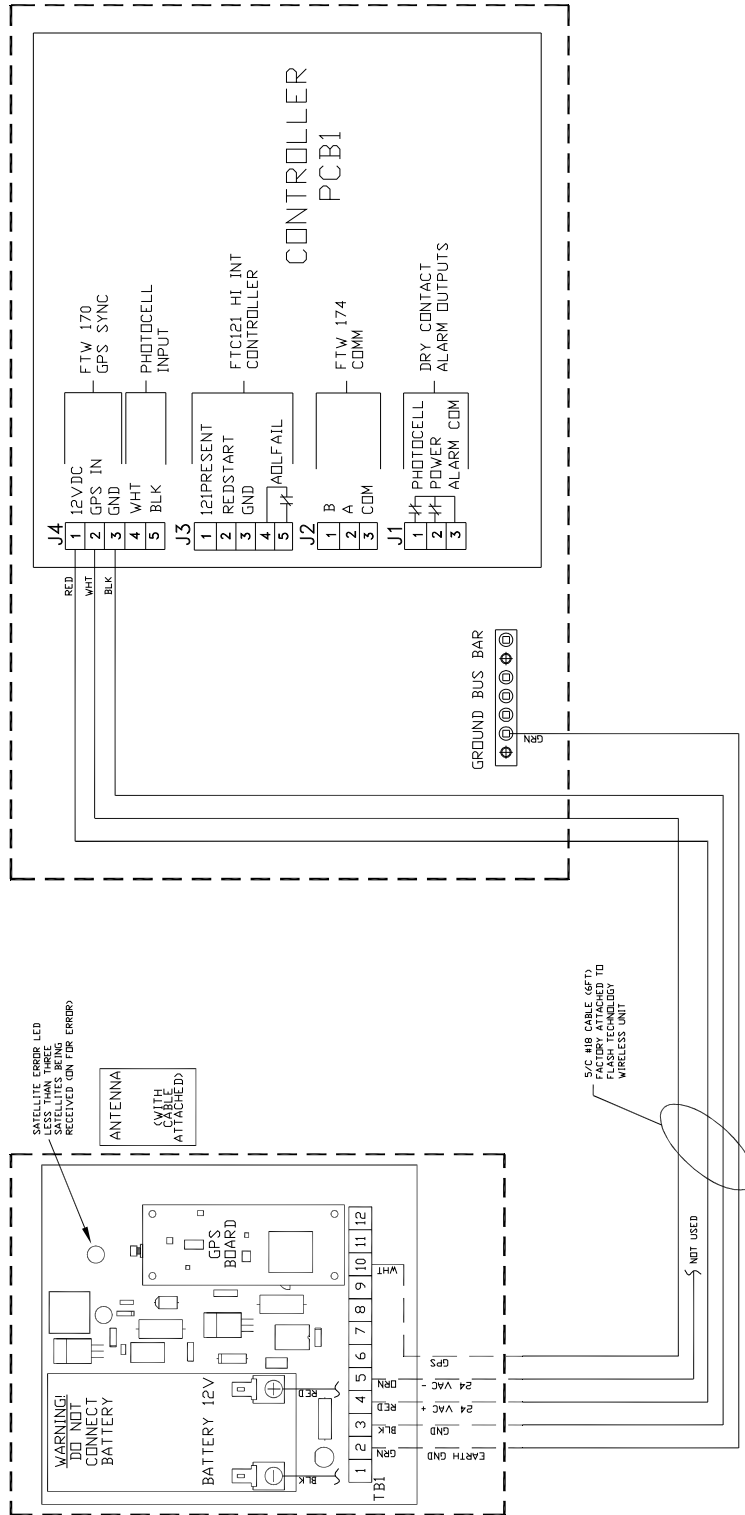 CONTROLLER
PCB1
FTW 170
GPS SYNC
PHOTOCELL
INPUT
FTC121 HI INT
CONTROLLER
FTW 174
COMM
DRY CONTACT
ALARM OUTPUTS
J4
1 12VDC
2 GPS IN
3 GND
4 WHT
5 BLK
J3
1 121PRESENT
2 REDSTART
3 GND
4
5
AOLFAIL
J2
1 B
2 A
3 COM
J1
1 PHOTOCELL
2 POWER
3 ALARM COM
RED
WHT
BLK
GROUND BUS BAR
GRN
SATELLITE ERROR LED
LESS THAN THREE
SATELLITES BEING
RECEIVED (ON FOR ERROR)
ANTENNA
(WITH
CABLE
ATTACHED)
5/C #18 CABLE (6FT)
FACTORY ATTACHED TO
FLASH TECHNOLOGY
WIRELESS UNIT
WARNING!
DO NOT
CONNECT
BATTERY
BATTERY 12V
RED
BLK
GPS
BOARD
TB1
1 2 3 4 5 6 7 8 9 10 11 12
GRN
BLK
RED
ORN
WHT
EARTH GND
GND
24 VAC +
24 VAC -
GPS
NOT USED